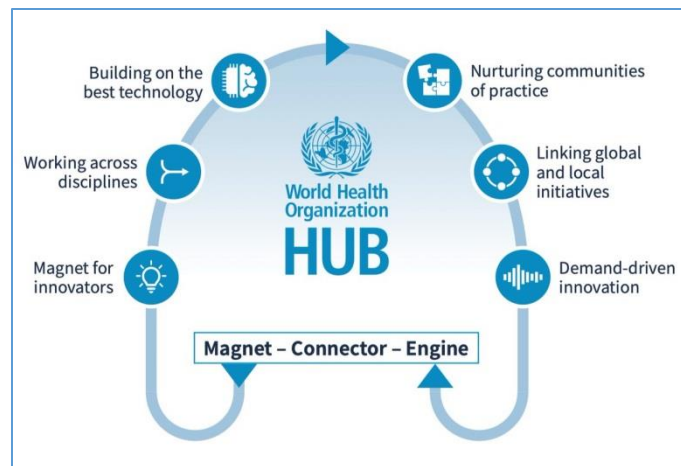 Building on the
best technology
Nurturing communities
of practice
Working across
disciplines
Linking global
and local
initiatives
World Health
Organization
HUB
Magnet for
innovators
Demand-driven
innovation
Magnet – Connector – Engine